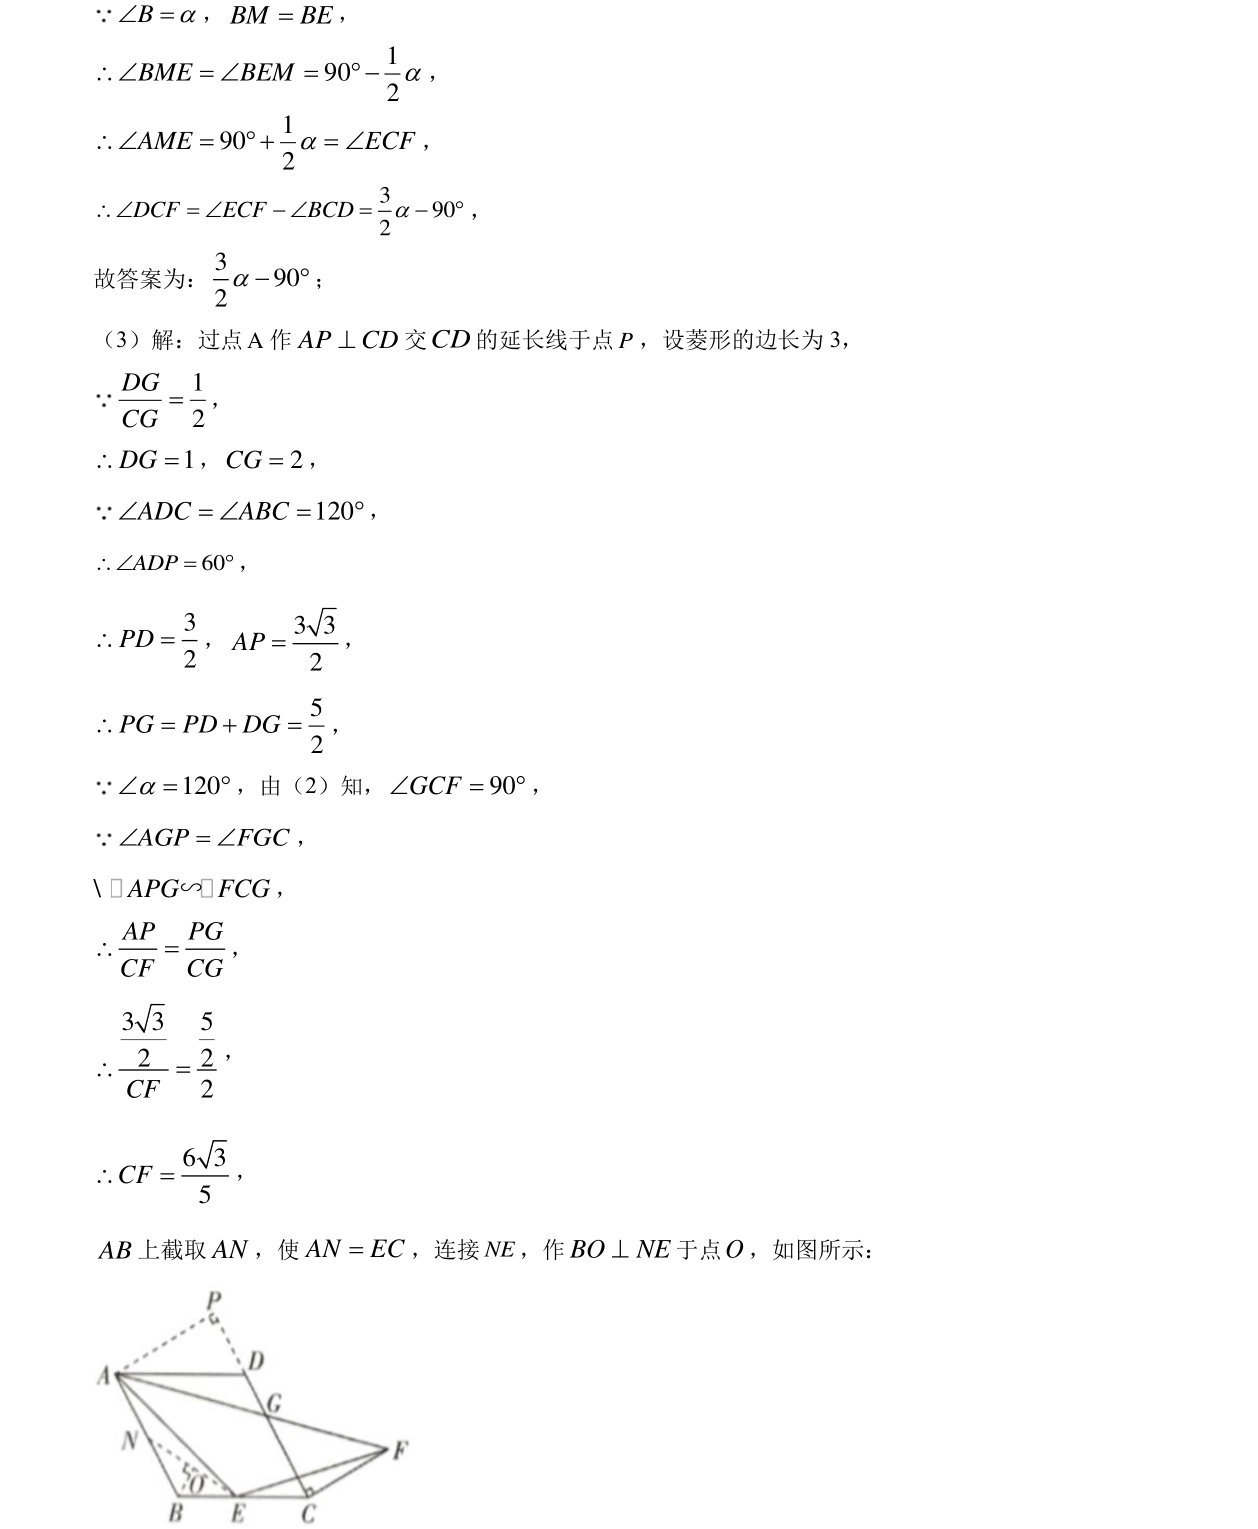 ∵∠B=α，BM=BE，
∴∠BME=∠BEM=90°−1/2α，
∴∠AME=90°+1/2α=∠ECF，
∴∠DCF=∠ECF−∠BCD=3/2α−90°，
故答案为：3/2α−90°；
（3）解：过点A作AP⊥CD交CD的延长线于点P，设菱形的边长为3，
∵DG/CG=1/2，
∴DG=1，CG=2，
∵∠ADC=∠ABC=120°，
∴∠ADP=60°，
∴PD=3/2，AP=3√3/2，
∴PG=PD+DG=5/2，
∵∠α=120°，由（2）知，∠GCF=90°，
∵∠AGP=∠FGC，
\ □APG∽□FCG，
∴AP/CF=PG/CG，
∴(3√3/2)/CF=(5/2)/2，
∴CF=6√3/5，
AB上截取AN，使AN=EC，连接NE，作BO⊥NE于点O，如图所示：
P
A
D
G
N
F
O
B
E
C